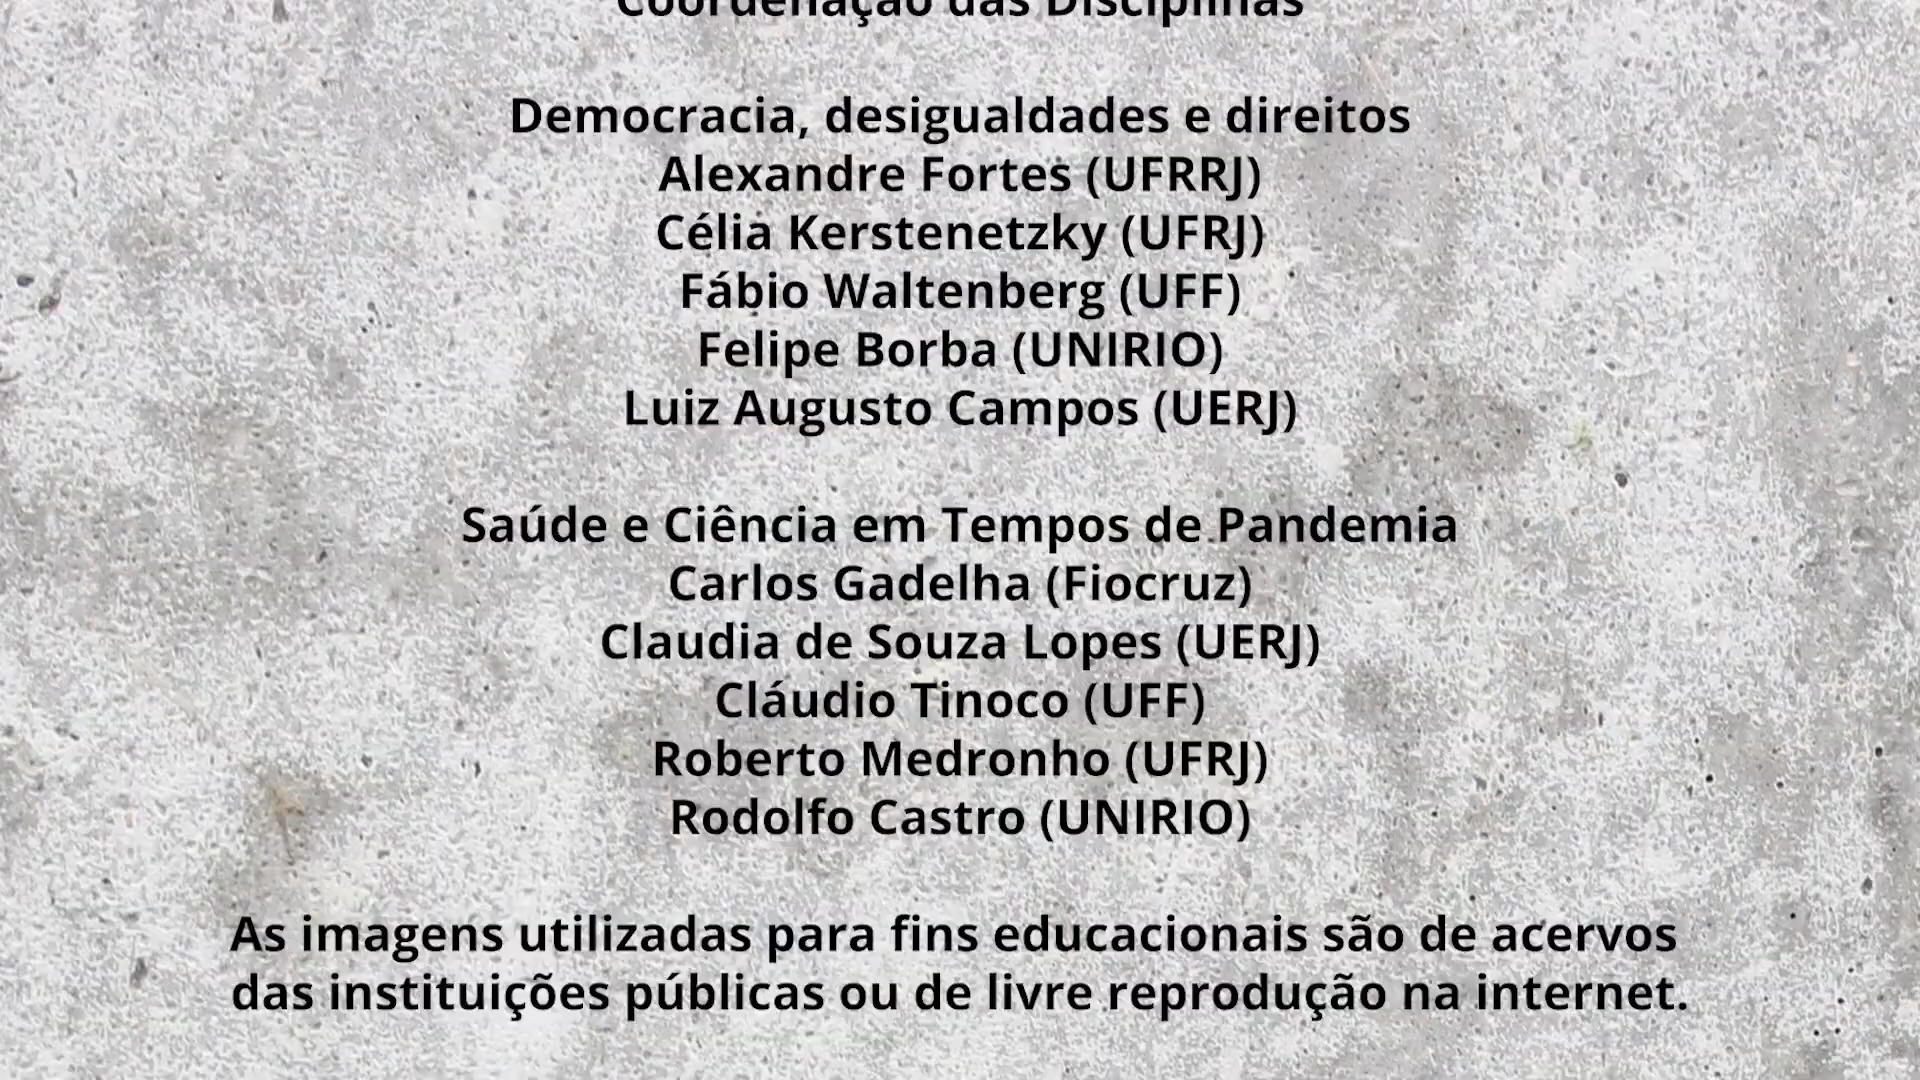 Coordenação das Disciplinas
Democracia, desigualdades e direitos
Alexandre Fortes (UFRRJ)
Célia Kerstenetzky (UFRJ)
Fábio Waltenberg (UFF)
Felipe Borba (UNIRIO)
Luiz Augusto Campos (UERJ)
Saúde e Ciência em Tempos de Pandemia
Carlos Gadelha (Fiocruz)
Claudia de Souza Lopes (UERJ)
Cláudio Tinoco (UFF)
Roberto Medronho (UFRJ)
Rodolfo Castro (UNIRIO)
As imagens utilizadas para fins educacionais são de acervos
das instituições públicas ou de livre reprodução na internet.